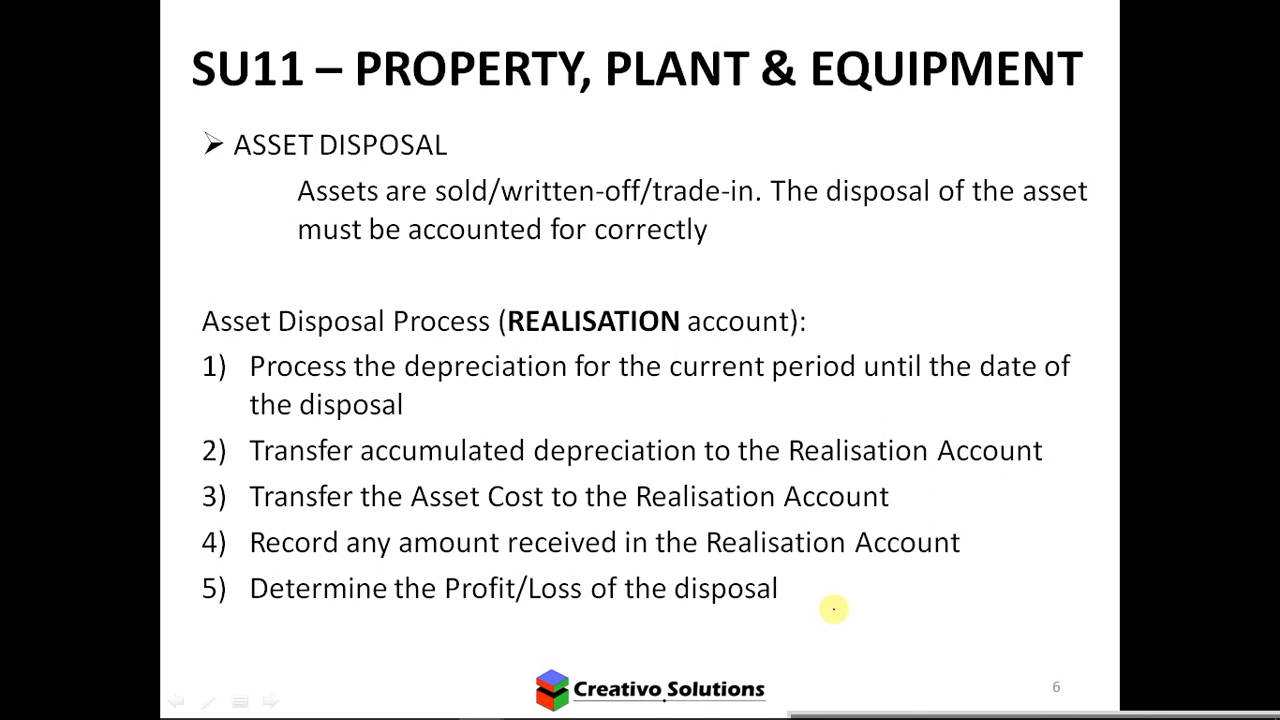 SU11 – PROPERTY, PLANT & EQUIPMENT
ASSET DISPOSAL
Assets are sold/written-off/trade-in. The disposal of the asset
must be accounted for correctly
Asset Disposal Process (REALISATION account):
1) Process the depreciation for the current period until the date of
the disposal
2) Transfer accumulated depreciation to the Realisation Account
3) Transfer the Asset Cost to the Realisation Account
4) Record any amount received in the Realisation Account
5) Determine the Profit/Loss of the disposal
Creativo Solutions
6